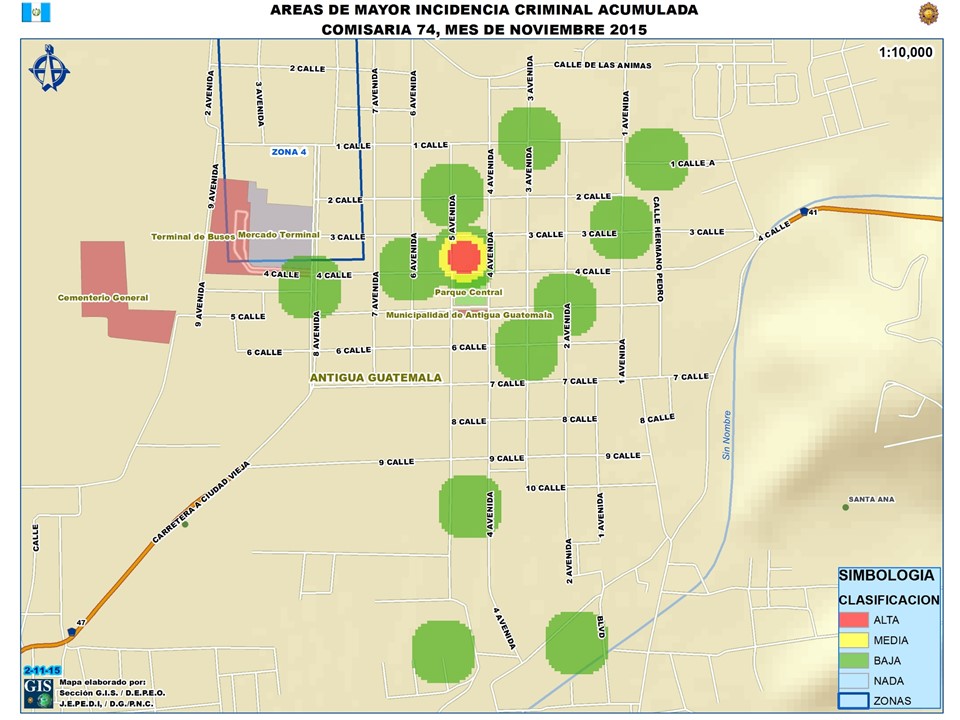 AREAS DE MAYOR INCIDENCIA CRIMINAL ACUMULADA
COMISARIA 74, MES DE NOVIEMBRE 2015
1:10,000
CALLE DE LAS ANIMAS
2 CALLE
2 AVENIDA
3 AVENIDA
7 AVENIDA
6 AVENIDA
3 AVENIDA
1 AVENIDA
ZONA 4
1 CALLE
1 CALLE
1 CALLE A
9 AVENIDA
4 AVENIDA
3 AVENIDA
2 CALLE
2 CALLE
5 AVENIDA
CALLE HERMANO PEDRO
41
4 CALLE
Terminal de Buses
Mercado Terminal
3 CALLE
3 CALLE
3 CALLE
3 CALLE
6 AVENIDA
4 AVENIDA
4 CALLE
4 CALLE
4 CALLE
Cementerio General
9 AVENIDA
7 AVENIDA
Parque Central
5 CALLE
8 AVENIDA
Municipalidad de Antigua Guatemala
2 AVENIDA
1 AVENIDA
6 CALLE
6 CALLE
6 CALLE
ANTIGUA GUATEMALA
7 CALLE
7 CALLE
7 CALLE
8 CALLE
8 CALLE
8 CALLE
Sin Nombre
9 CALLE
9 CALLE
9 CALLE
10 CALLE
CARRETERA A CIUDAD VIEJA
4 AVENIDA
1 AVENIDA
SANTA ANA
CALLE
2 AVENIDA
4 AVENIDA
BLVD
47
SIMBOLOGIA
CLASIFICACION
ALTA
MEDIA
BAJA
NADA
ZONAS
2-11-15
GIS
Mapa elaborado por:
Sección G.I.S. / D.E.P.E.O.
J.E.P.E.D.I, / D.G./P.N.C.